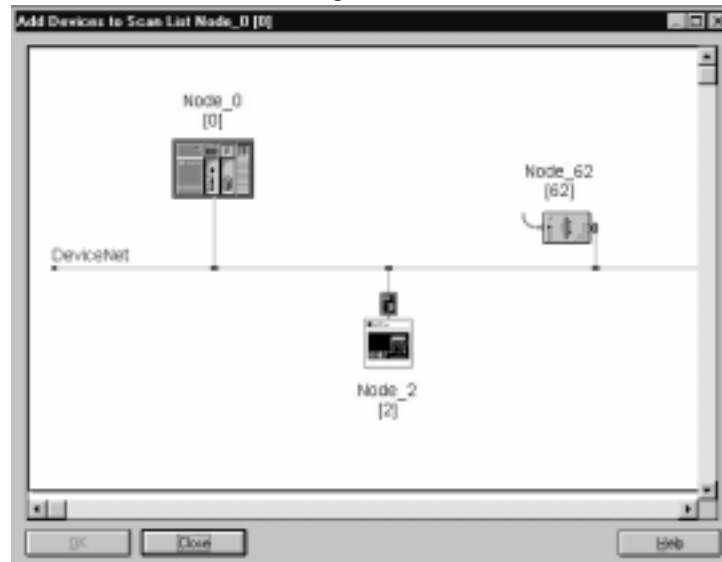 Add Devices to Scan List Node_0 [0]
Node_0
[0]
Node_62
[62]
DeviceNet
Node_2
[2]
OK
Close
Help